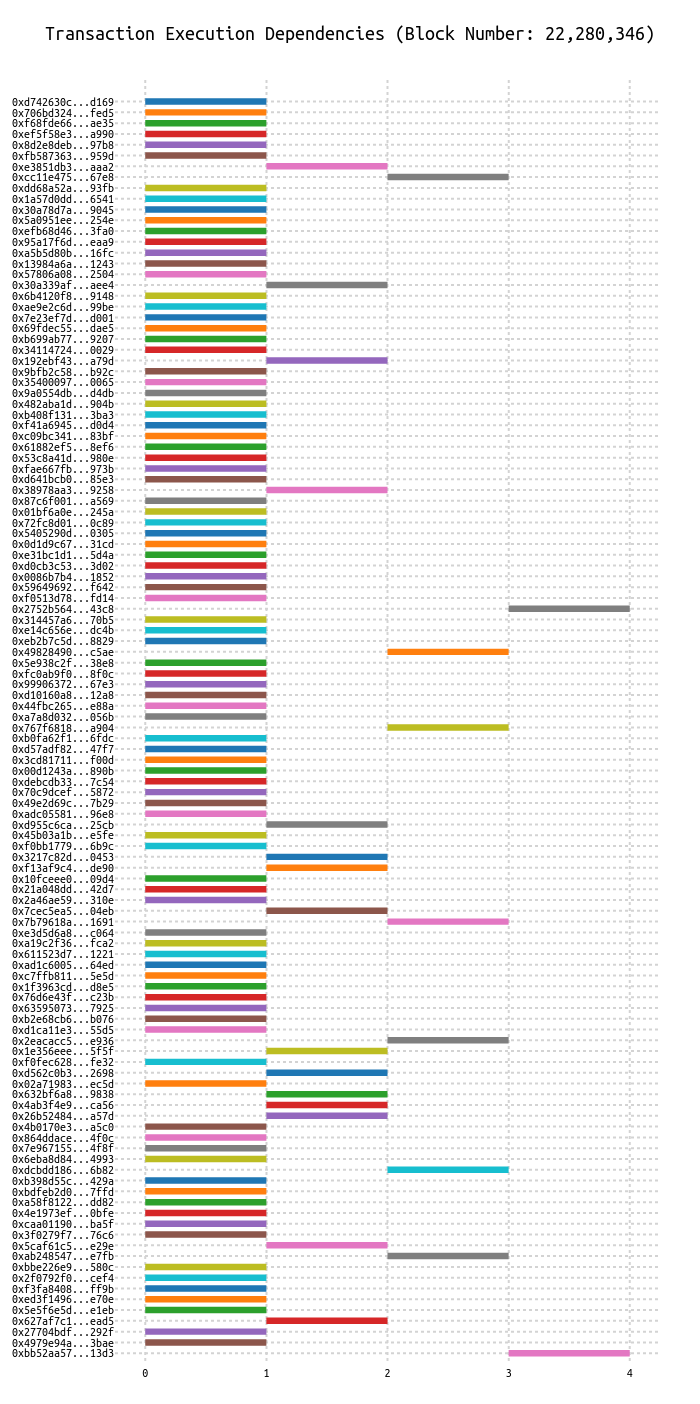 Transaction Execution Dependencies (Block Number: 22,280,346)
0xd742630c...d169
0x706bd324...fed5
0xf68fde66...ae35
0xef5f58e3...a990
0x8d2e8deb...97b8
0xfb587363...959d
0xe3851db3...aaa2
0xcc11e475...67e8
0xdd68a52a...93fb
0x1a57d0dd...6541
0x30a78d7a...9045
0x5a0951ee...254e
0xefb68d46...3fa0
0x95a17f6d...eaa9
0xa5b5d80b...16fc
0x13984a6a...1243
0x57806a08...2504
0x30a339af...aee4
0x6b4120f8...9148
0xae9e2c6d...99be
0x7e23ef7d...d001
0x69fdec55...dae5
0xb699ab77...9207
0x34114724...0029
0x192ebf43...a79d
0x9bfb2c58...b92c
0x35400097...0065
0x9a0554db...d4db
0x482aba1d...904b
0xb408f131...3ba3
0xf41a6945...d0d4
0xc09bc341...83bf
0x61882ef5...8ef6
0x53c8a41d...980e
0xfae667fb...973b
0xd641bcb0...85e3
0x38978aa3...9258
0x87c6f001...a569
0x01bf6a0e...245a
0x72fc8d01...0c89
0x5405290d...0305
0x0d1d9c67...31cd
0xe31bc1d1...5d4a
0xd0cb3c53...3d02
0x0086b7b4...1852
0x59649692...f642
0xf0513d78...fd14
0x2752b564...43c8
0x314457a6...70b5
0xe14c656e...dc4b
0xeb2b7c5d...8829
0x49828490...c5ae
0x5e938c2f...38e8
0xfc0ab9f0...8f0c
0x99906372...67e3
0xd10160a8...12a8
0x44fbc265...e88a
0xa7a8d032...056b
0x767f6818...a904
0xb0fa62f1...6fdc
0xd57adf82...47f7
0x3cd81711...f00d
0x00d1243a...890b
0xdebcdb33...7c54
0x70c9dcef...5872
0x49e2d69c...7b29
0xadc05581...96e8
0xd955c6ca...25cb
0x45b03a1b...e5fe
0xf0bb1779...6b9c
0x3217c82d...0453
0xf13af9c4...de90
0x10fceee0...09d4
0x21a048dd...42d7
0x2a46ae59...310e
0x7cec5ea5...04eb
0x7b79618a...1691
0xe3d5d6a8...c064
0xa19c2f36...fca2
0x611523d7...1221
0xad1c6005...64ed
0xc7ffb811...5e5d
0x1f3963cd...d8e5
0x76d6e43f...c23b
0x63595073...7925
0xb2e68cb6...b076
0xd1ca11e3...55d5
0x2eacacc5...e936
0x1e356eee...5f5f
0xf0fec628...fe32
0xd562c0b3...2698
0x02a71983...ec5d
0x632bf6a8...9838
0x4ab3f4e9...ca56
0x26b52484...a57d
0x4b0170e3...a5c0
0x864ddace...4f0c
0x7e967155...4f8f
0x6eba8d84...4993
0xdcbdd186...6b82
0xb398d55c...429a
0xbdfeb2d0...7ffd
0xa58f8122...dd82
0x4e1973ef...0bfe
0xcaa01190...ba5f
0x3f0279f7...76c6
0x5caf61c5...e29e
0xab248547...e7fb
0xbbe226e9...580c
0x2f0792f0...cef4
0xf3fa8408...ff9b
0xed3f1496...e70e
0x5e5f6e5d...e1eb
0x627af7c1...ead5
0x27704bdf...292f
0x4979e94a...3bae
0xbb52aa57...13d3
0 1 2 3 4